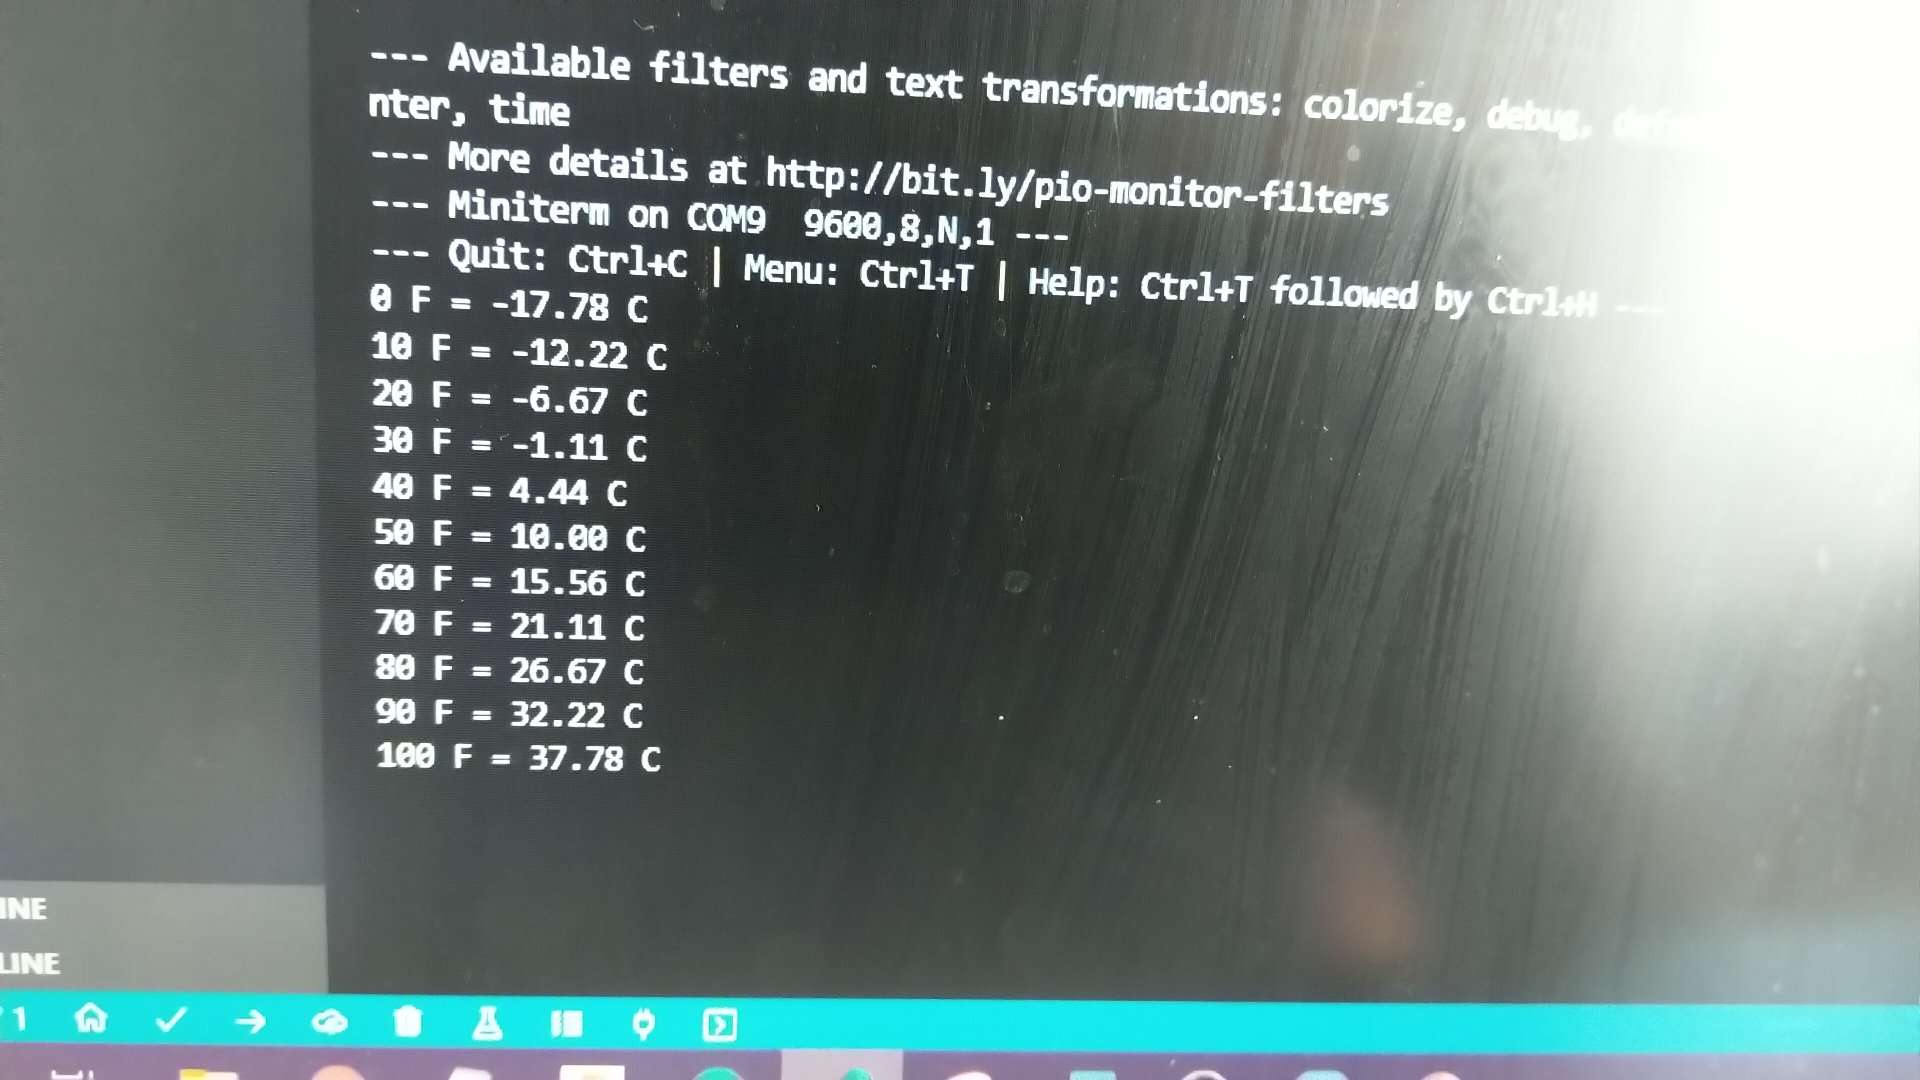 --- Available filters and text transformations: colorize, debug,
nter, time
--- More details at http://bit.ly/pio-monitor-filters
--- Miniterm on COM9  9600,8,N,1 ---
--- Quit: Ctrl+C | Menu: Ctrl+T | Help: Ctrl+T followed by Ctrl+H ---
0 F = -17.78 C
10 F = -12.22 C
20 F = -6.67 C
30 F = -1.11 C
40 F = 4.44 C
50 F = 10.00 C
60 F = 15.56 C
70 F = 21.11 C
80 F = 26.67 C
90 F = 32.22 C
100 F = 37.78 C
INE
LINE
1